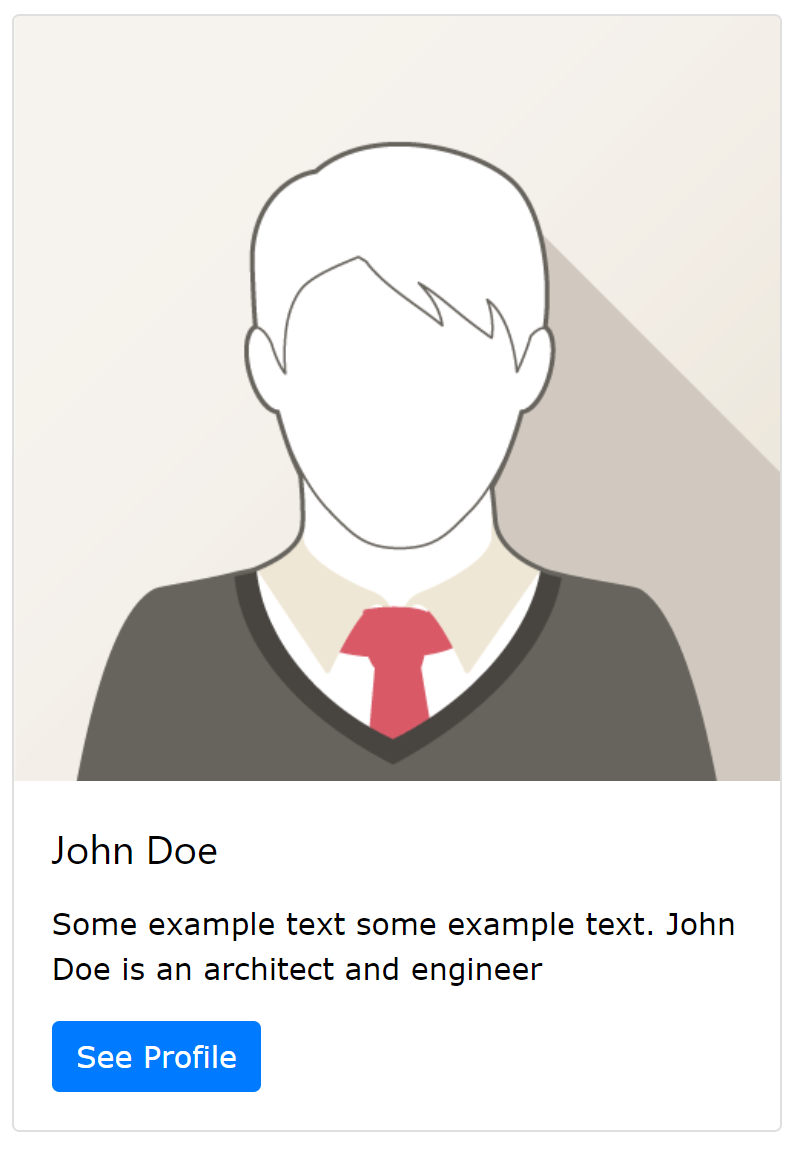 John Doe
Some example text some example text. John
Doe is an architect and engineer
See Profile